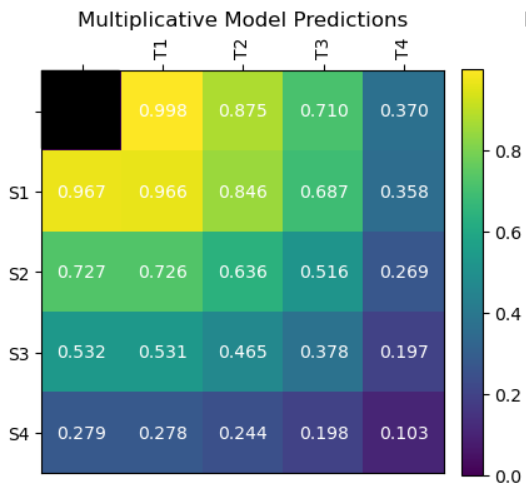 Multiplicative Model Predictions
T1 T2 T3 T4
0.998 0.875 0.710 0.370
S1 0.967 0.966 0.846 0.687 0.358
S2 0.727 0.726 0.636 0.516 0.269
S3 0.532 0.531 0.465 0.378 0.197
S4 0.279 0.278 0.244 0.198 0.103
0.8
0.6
0.4
0.2
0.0